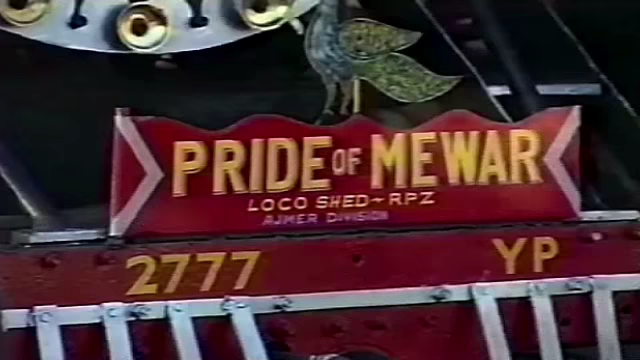 PRIDE OF MEWAR
LOCO SHED-RPZ
AJMER DIVISION
2777 YP